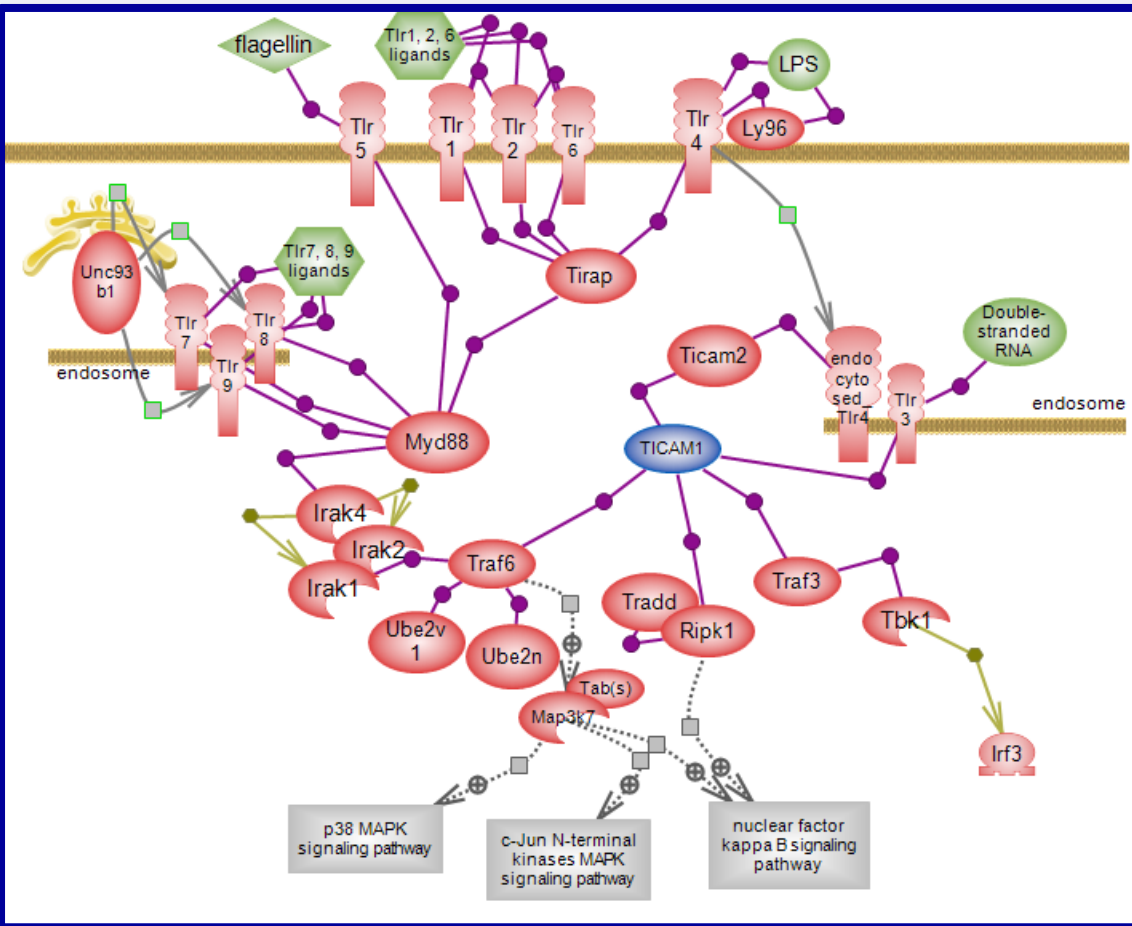 flagellin
Tlr1, 2, 6
ligands
LPS
Tlr
5
Tlr
1
Tlr
2
Tlr
6
Tlr
4
Ly96
Unc93
b1
Tlr7, 8, 9
ligands
Tirap
Tlr
7
Tlr
8
Tlr
9
endosome
Ticam2
endo
cyto
sed_
Tlr4
Tlr
3
Double-
stranded
RNA
endosome
Myd88
TICAM1
Irak4
Irak2
Irak1
Traf6
Traf3
Tradd
Ripk1
Tbk1
Ube2v
1
Ube2n
Tab(s)
Map3k7
Irf3
p38 MAPK
signaling pathway
c-Jun N-terminal
kinases MAPK
signaling pathway
nuclear factor
kappa B signaling
pathway